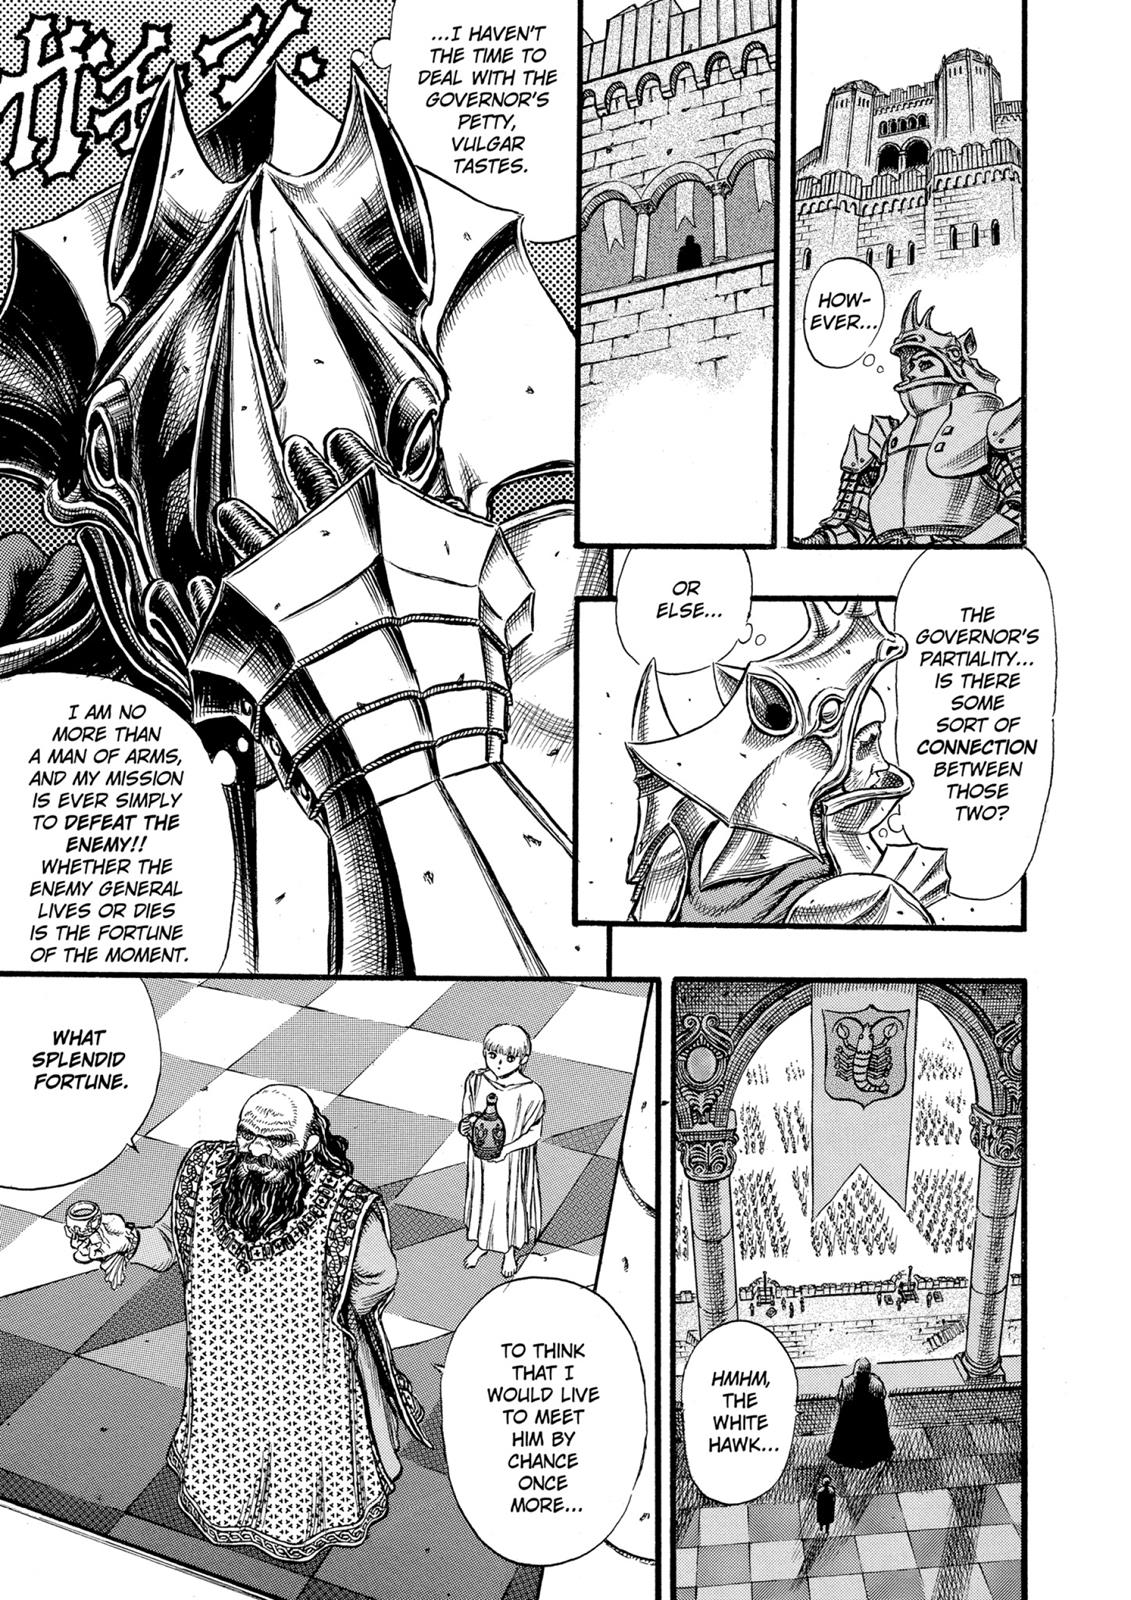 HOW-
EVER...
THE
GOVERNOR'S
PARTIALITY...
IS THERE
SOME
SORT OF
CONNECTION
BETWEEN
THOSE
TWO?
OR
ELSE...
...I HAVEN'T
THE TIME TO
DEAL WITH THE
GOVERNOR'S
PETTY,
VULGAR
TASTES.
ガキン
I AM NO
MORE THAN
A MAN OF ARMS,
AND MY MISSION
IS EVER SIMPLY
TO DEFEAT THE
ENEMY!!
WHETHER THE
ENEMY GENERAL
LIVES OR DIES
IS THE FORTUNE
OF THE MOMENT.
HMHM,
THE
WHITE
HAWK...
TO THINK
THAT I
WOULD LIVE
TO MEET
HIM BY
CHANCE
ONCE
MORE...
WHAT
SPLENDID
FORTUNE.